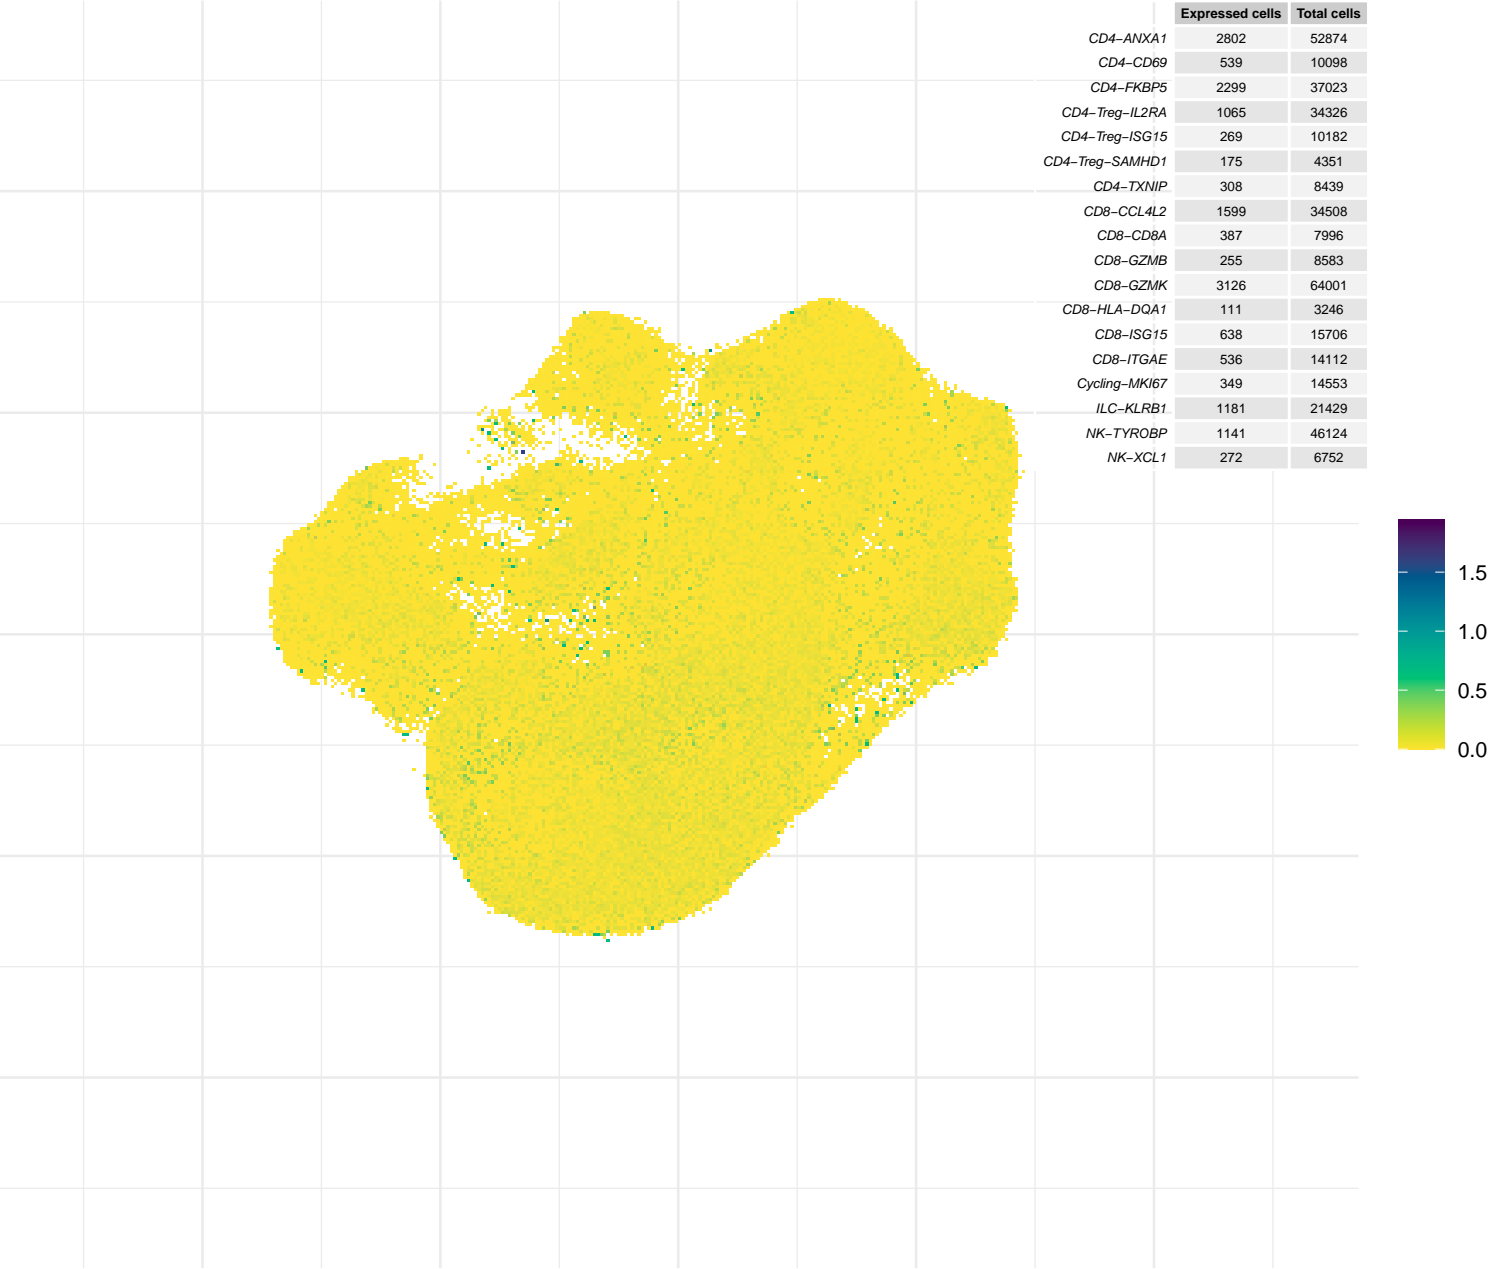 Expressed cells Total cells
CD4−ANXA1 2802 52874
CD4−CD69 539 10098
CD4−FKBP5 2299 37023
CD4−Treg−IL2RA 1065 34326
CD4−Treg−ISG15 269 10182
CD4−Treg−SAMHD1 175 4351
CD4−TXNIP 308 8439
CD8−CCL4L2 1599 34508
CD8−CD8A 387 7996
CD8−GZMB 255 8583
CD8−GZMK 3126 64001
CD8−HLA−DQA1 111 3246
CD8−ISG15 638 15706
CD8−ITGAE 536 14112
Cycling−MKI67 349 14553
ILC−KLRB1 1181 21429
NK−TYROBP 1141 46124
NK−XCL1 272 6752
1.5
1.0
0.5
0.0